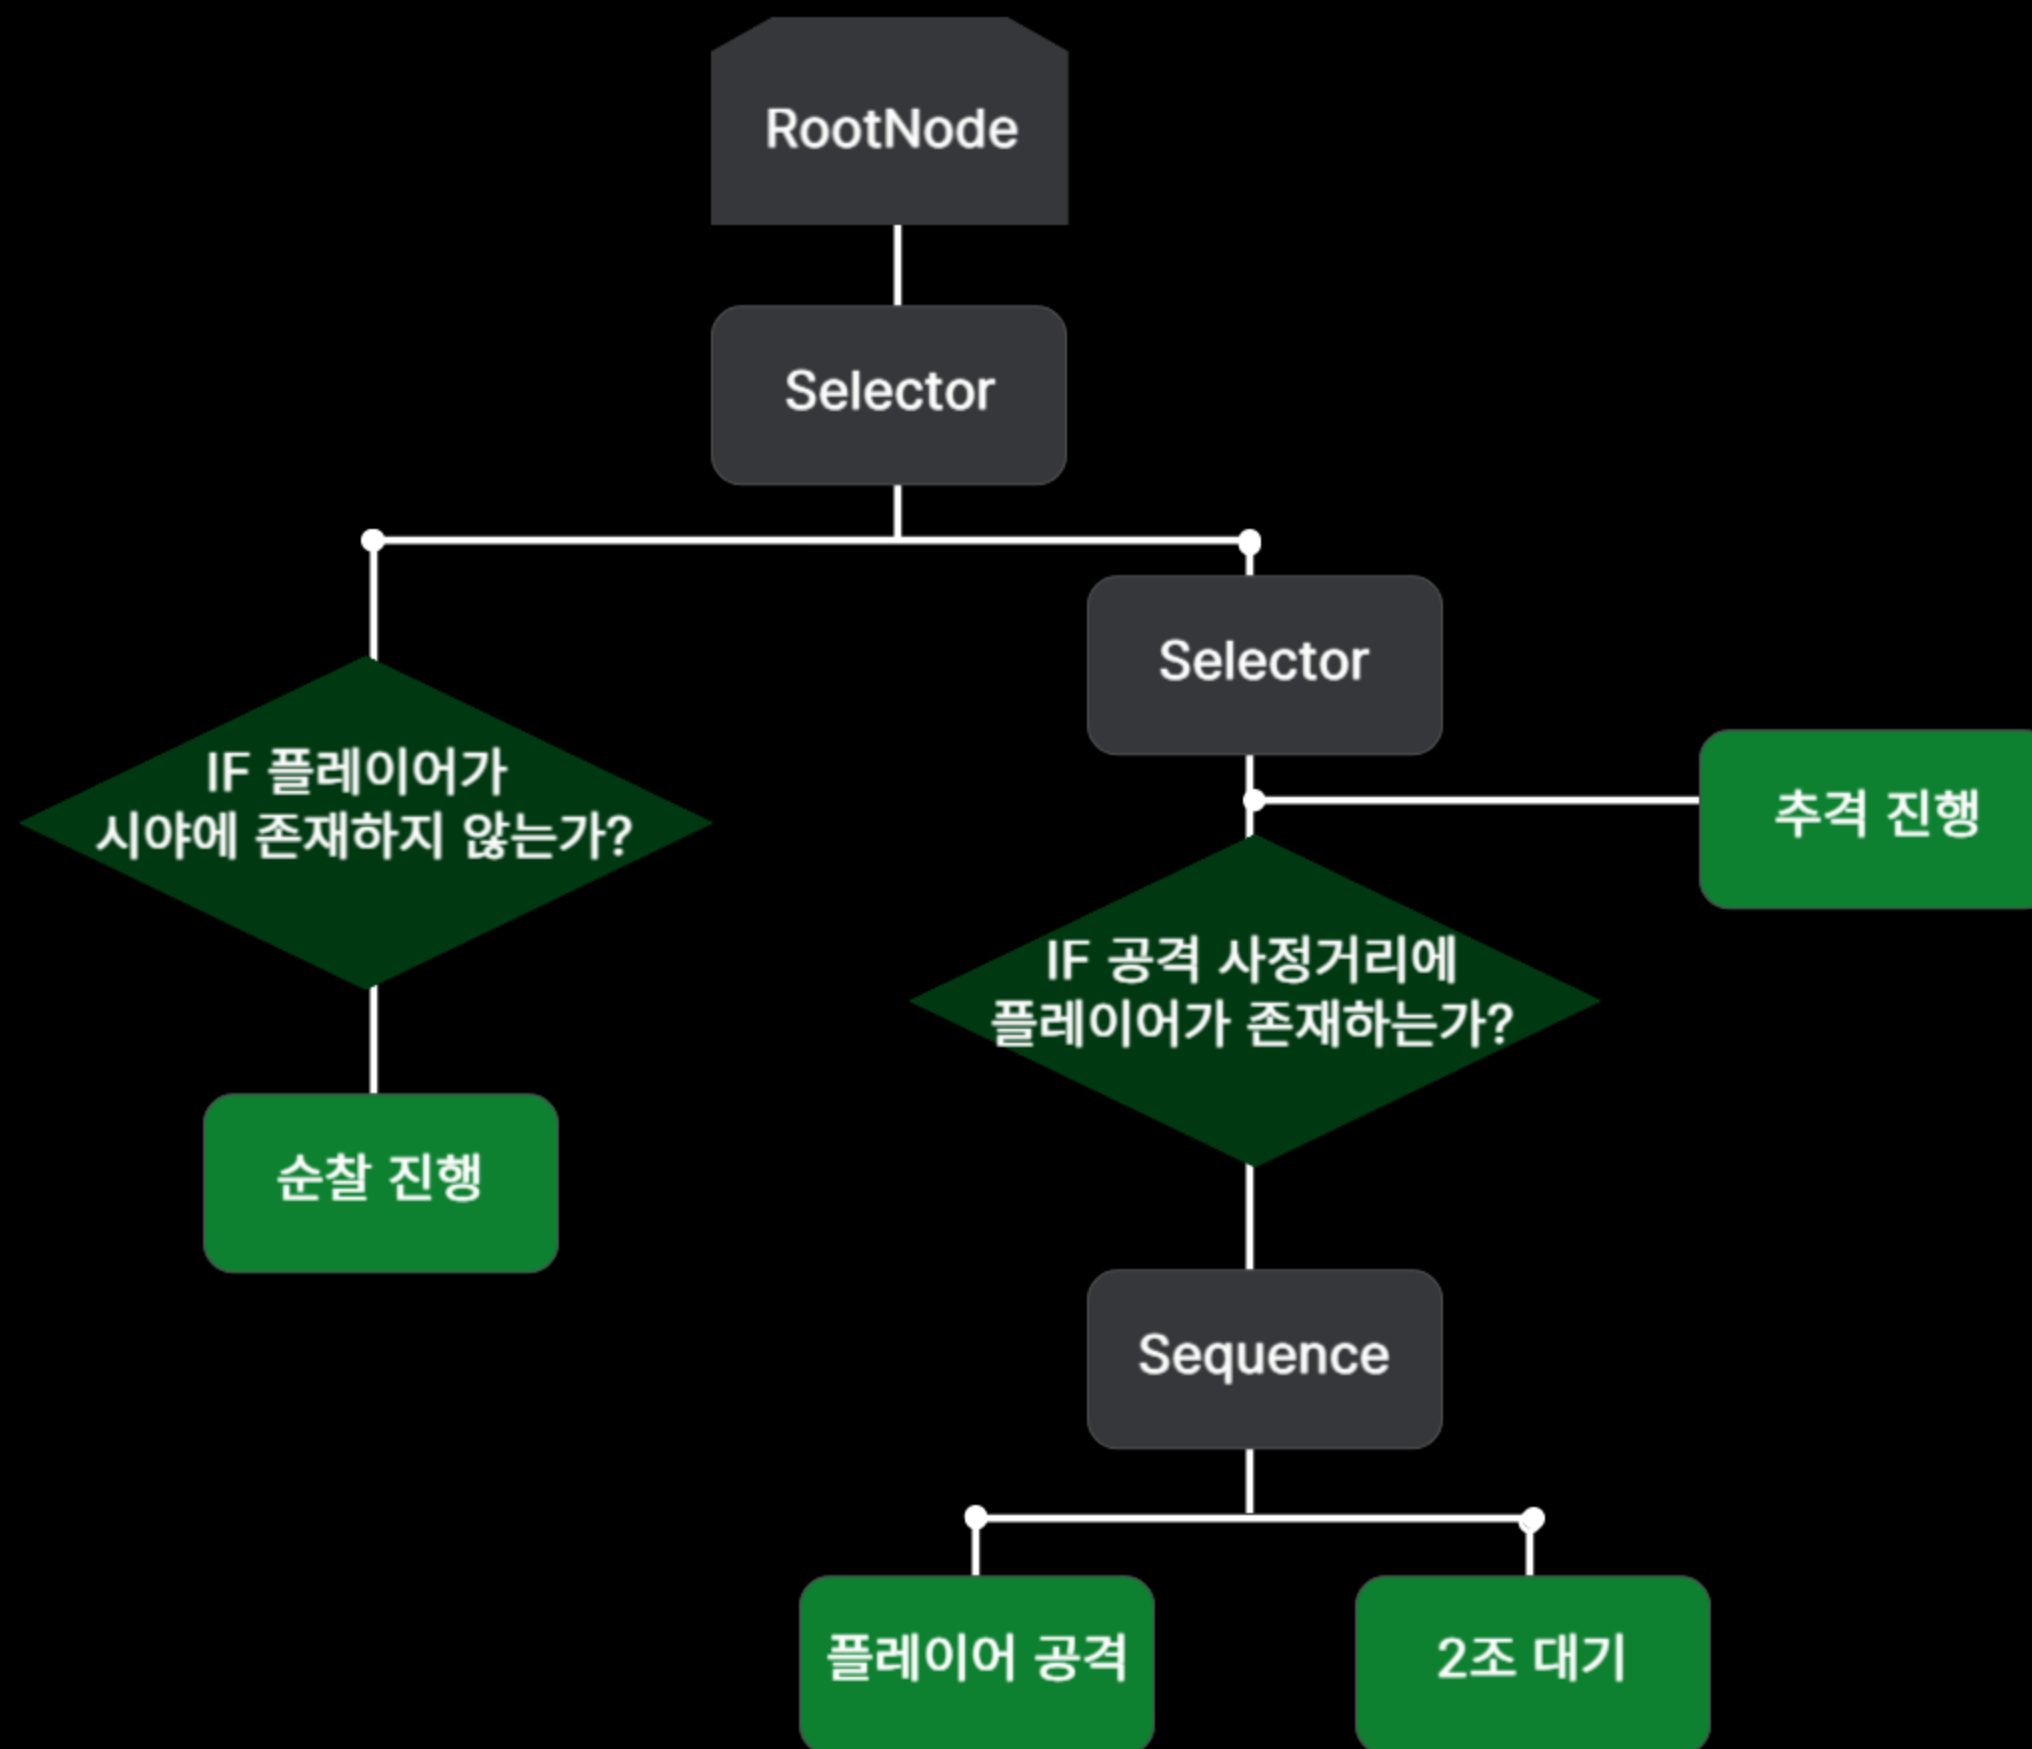 RootNode
Selector
Selector
IF 플레이어가
시야에 존재하지 않는가?
추격 진행
IF 공격 사정거리에
플레이어가 존재하는가?
순찰 진행
Sequence
플레이어 공격
2조 대기